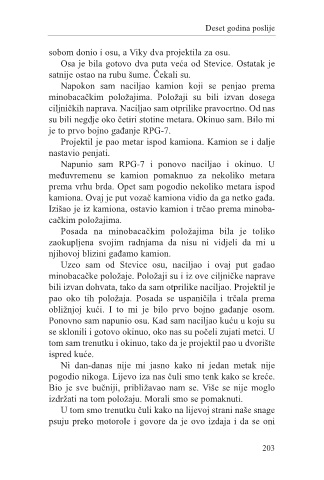 Deset godina poslije
sobom donio i osu, a Viky dva projektila za osu.
Osa je bila gotovo dva puta veća od Stevice. Ostatak je
satnije ostao na rubu šume. Čekali su.
Napokon sam naciljao kamion koji se penjao prema
minobacačkim položajima. Položaji su bili izvan dosega
ciljničkih naprava. Naciljao sam otprilike pravocrtno. Od nas
su bili negdje oko četiri stotine metara. Okinuo sam. Bilo mi
je to prvo bojno gađanje RPG-7.
Projektil je pao metar ispod kamiona. Kamion se i dalje
nastavio penjati.
Napunio sam RPG-7 i ponovo naciljao i okinuo. U
međuvremenu se kamion pomaknuo za nekoliko metara
prema vrhu brda. Opet sam pogodio nekoliko metara ispod
kamiona. Ovaj je put vozač kamiona vidio da ga netko gađa.
Izišao je iz kamiona, ostavio kamion i trčao prema minoba-
cačkim položajima.
Posada na minobacačkim položajima bila je toliko
zaokupljena svojim radnjama da nisu ni vidjeli da mi u
njihovoj blizini gađamo kamion.
Uzeo sam od Stevice osu, naciljao i ovaj put gađao
minobacačke položaje. Položaji su i iz ove ciljničke naprave
bili izvan dohvata, tako da sam otprilike naciljao. Projektil je
pao oko tih položaja. Posada se uspaničila i trčala prema
obližnjoj kući. I to mi je bilo prvo bojno gađanje osom.
Ponovno sam napunio osu. Kad sam naciljao kuću u koju su
se sklonili i gotovo okinuo, oko nas su počeli zujati metci. U
tom sam trenutku i okinuo, tako da je projektil pao u dvorište
ispred kuće.
Ni dan-danas nije mi jasno kako ni jedan metak nije
pogodio nikoga. Lijevo iza nas čuli smo tenk kako se kreće.
Bio je sve bučniji, približavao nam se. Više se nije moglo
izdržati na tom položaju. Morali smo se pomaknuti.
U tom smo trenutku čuli kako na lijevoj strani naše snage
psuju preko motorole i govore da je ovo izdaja i da se oni
203